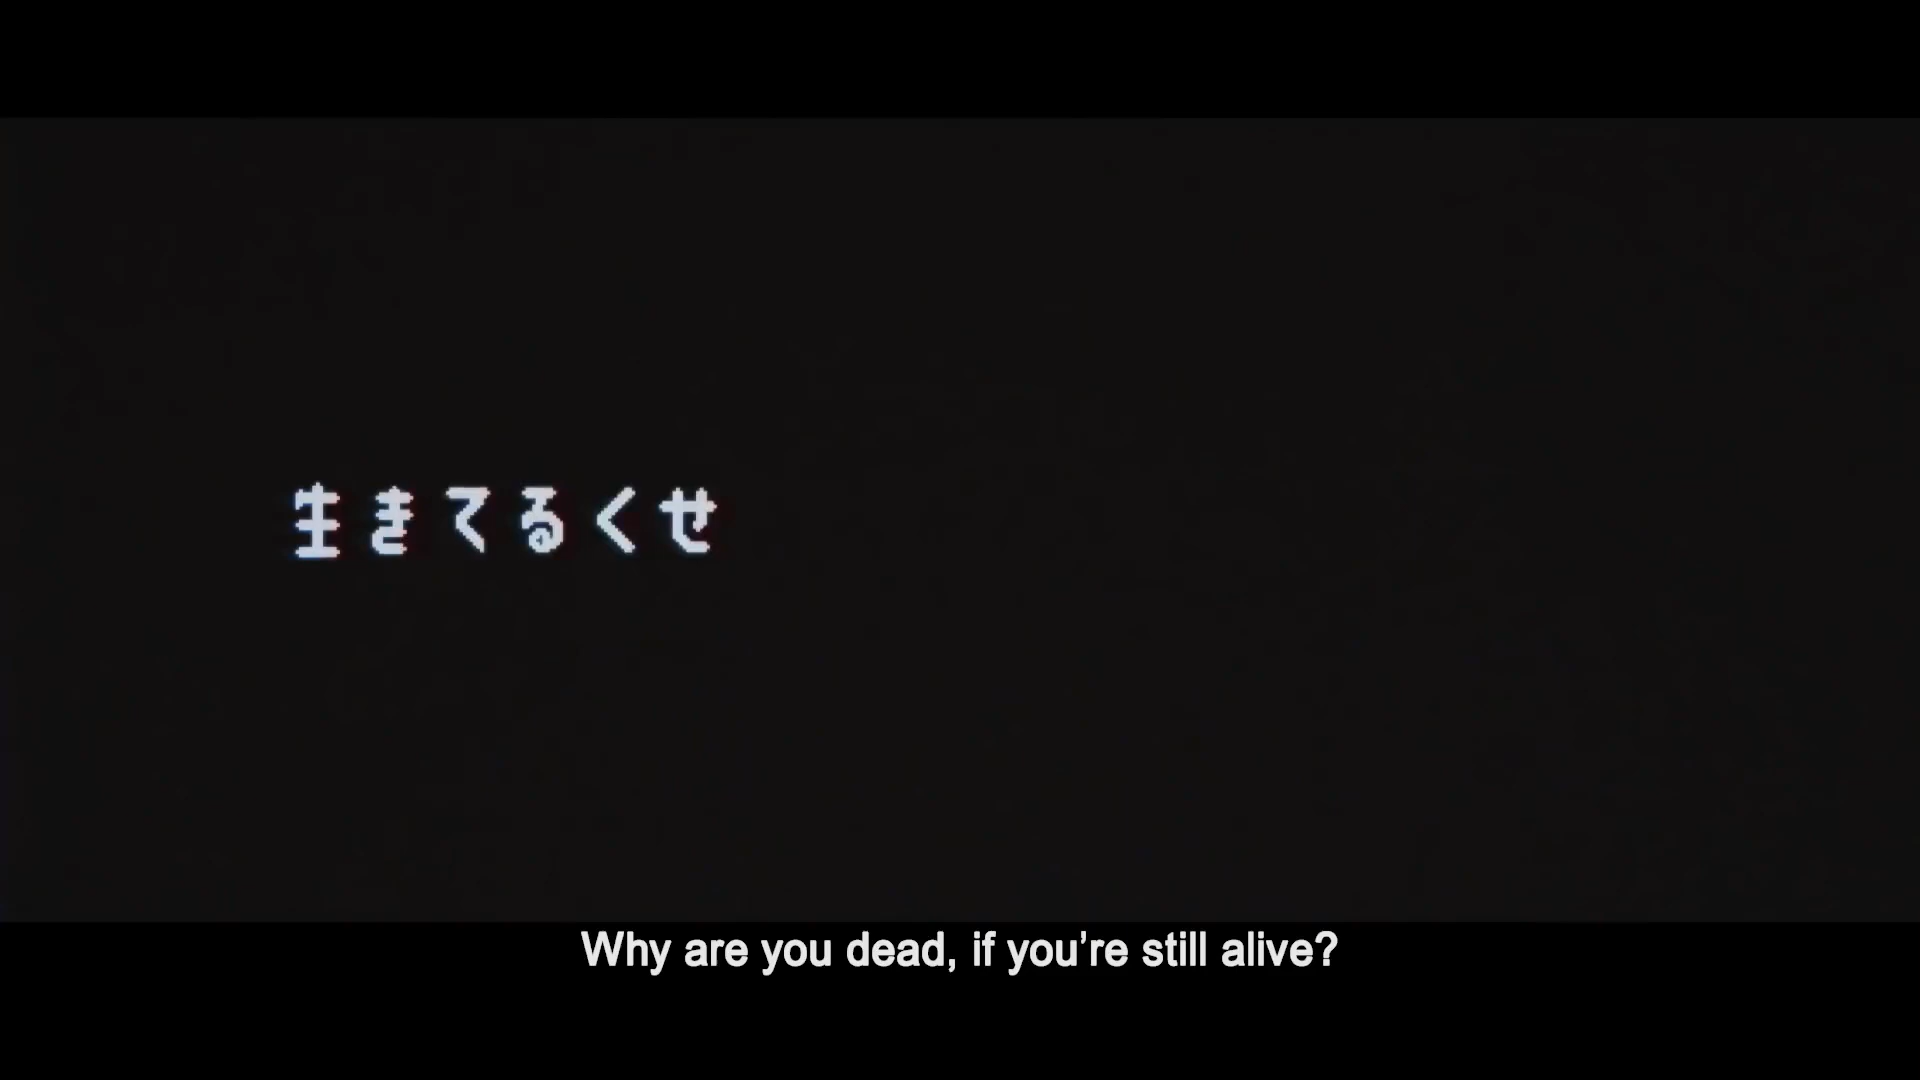 生きてるくせ
Why are you dead, if you’re still alive?